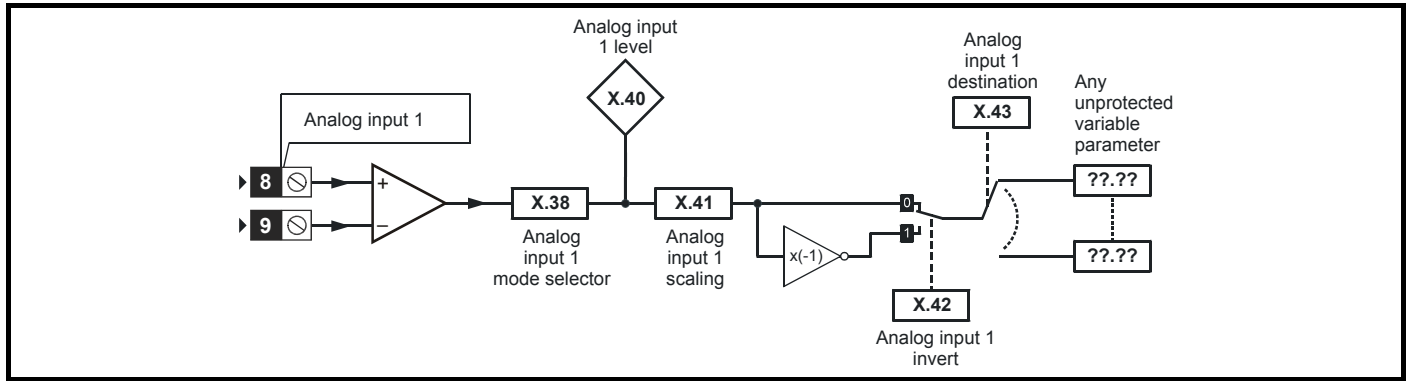 Analog input
1 level
X.40
Analog
input 1
destination
X.43
Any
unprotected
variable
parameter
Analog input 1
8
9
+
–
X.38
Analog
input 1
mode selector
X.41
Analog
input 1
scaling
x(-1)
0
1
X.42
Analog input 1
invert
??.??
??.??